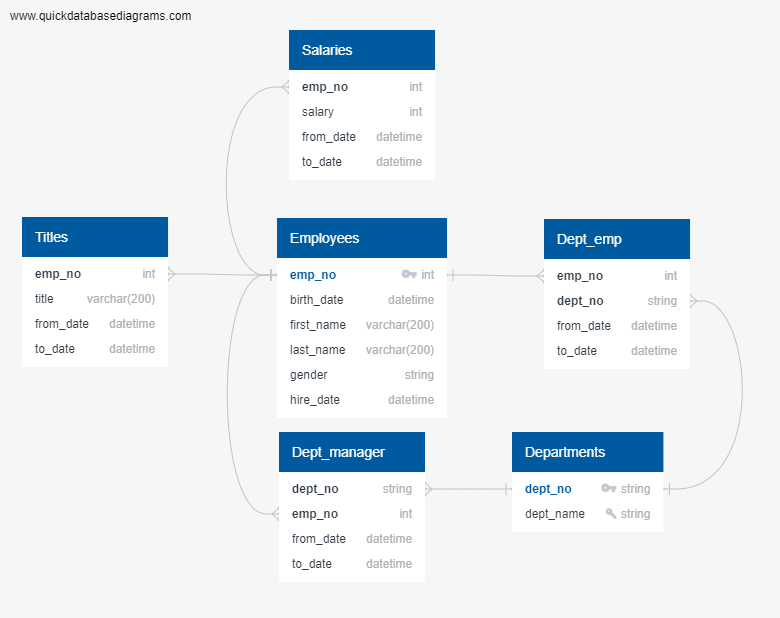 www.quickdatabasediagrams.com
Salaries
emp_no int
salary int
from_date datetime
to_date datetime
Titles
emp_no int
title varchar(200)
from_date datetime
to_date datetime
Employees
emp_no int
birth_date datetime
first_name varchar(200)
last_name varchar(200)
gender string
hire_date datetime
Dept_emp
emp_no int
dept_no string
from_date datetime
to_date datetime
Dept_manager
dept_no string
emp_no int
from_date datetime
to_date datetime
Departments
dept_no string
dept_name string